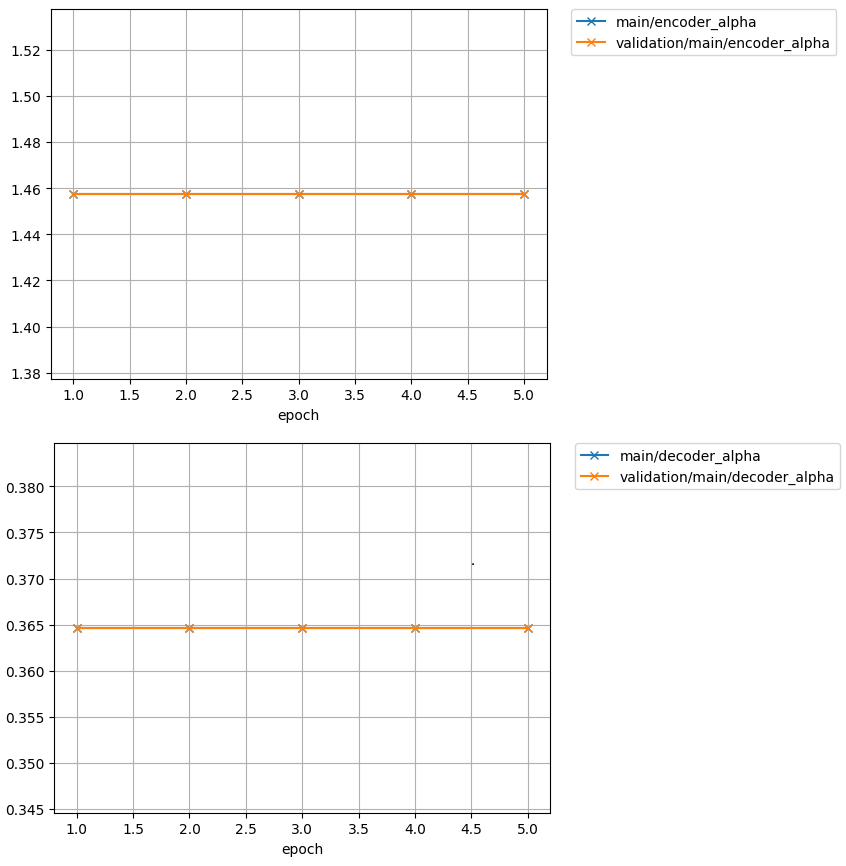 main/encoder_alpha
validation/main/encoder_alpha
1.52
1.50
1.48
1.46
1.44
1.42
1.40
1.38
1.0 1.5 2.0 2.5 3.0 3.5 4.0 4.5 5.0
epoch
main/decoder_alpha
validation/main/decoder_alpha
0.380
0.375
0.370
0.365
0.360
0.355
0.350
0.345
1.0 1.5 2.0 2.5 3.0 3.5 4.0 4.5 5.0
epoch